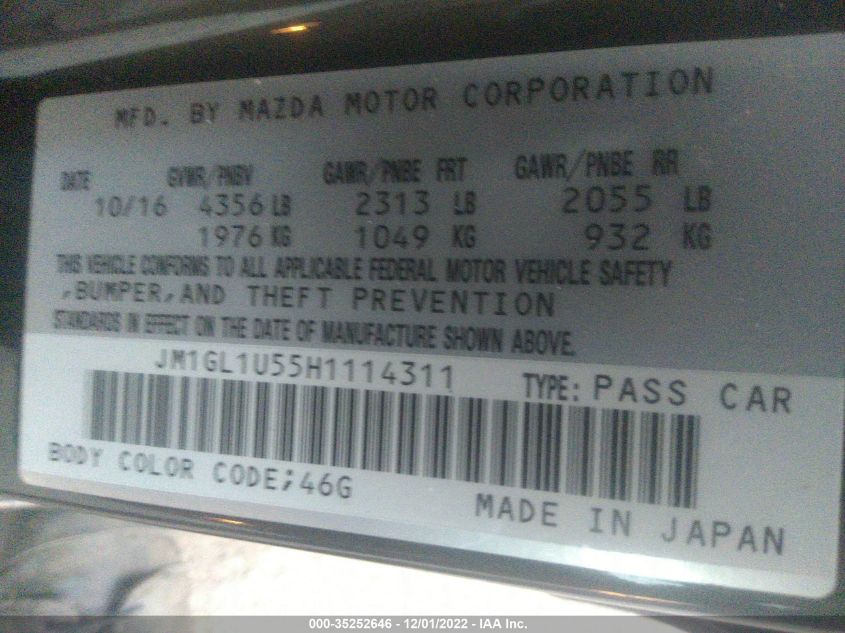 MFD. BY MAZDA MOTOR CORPORATION
DATE GVWR/PNBV GAWR/PNBE FRT GAWR/PNBE RR
10/16 4356 LB 2313 LB 2055 LB
1976 KG 1049 KG 932 KG
THIS VEHICLE CONFORMS TO ALL APPLICABLE FEDERAL MOTOR VEHICLE SAFETY
,BUMPER,AND THEFT PREVENTION
STANDARDS IN EFFECT ON THE DATE OF MANUFACTURE SHOWN ABOVE.
JM1GL1U55H1114311 TYPE: PASS CAR
BODY COLOR CODE;46G
MADE IN JAPAN
000-35252646 - 12/01/2022 - IAA Inc.